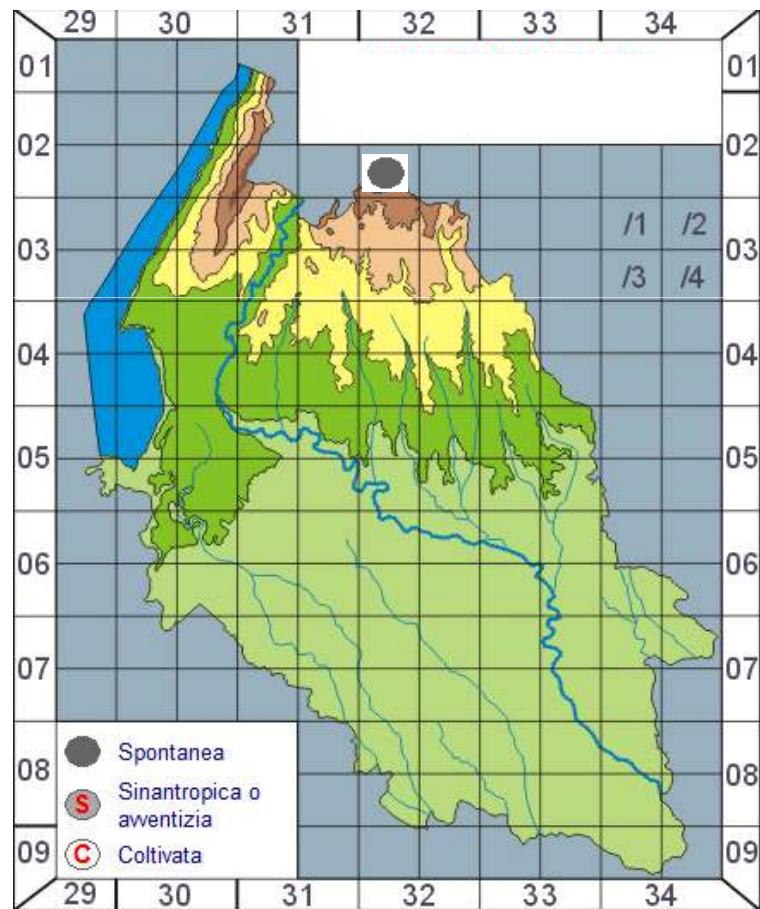 29 30 31 32 33 34
01 01
02 02
/1 /2
03 03
/3 /4
04 04
05 05
06 06
07 07
08 08
Spontanea
S Sinantropica o
avventizia
09 09
C Coltivata
29 30 31 32 33 34